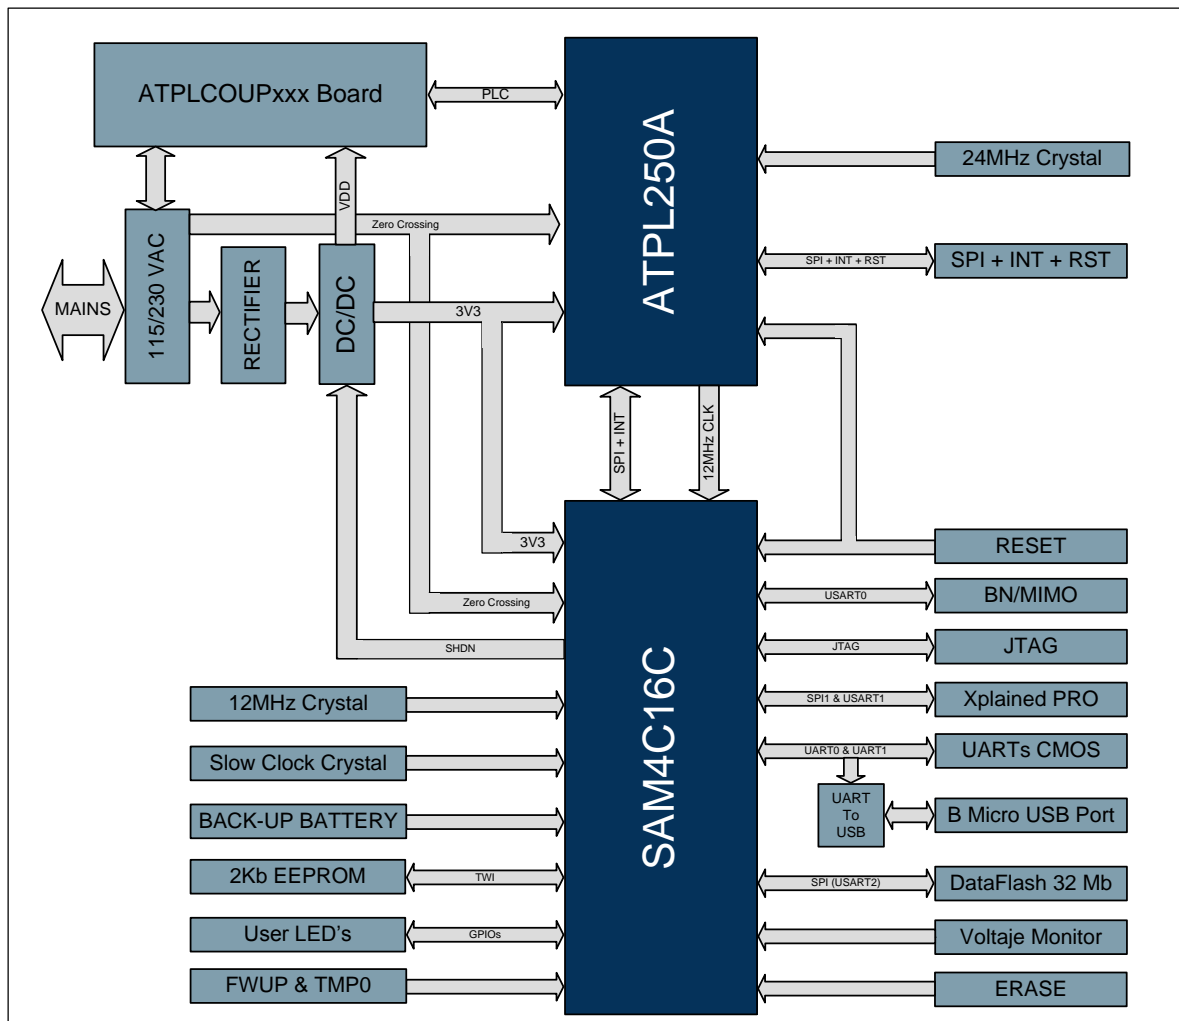 ATPLCOUPxxx Board
PLC
ATPL250A
24MHz Crystal
VDD
Zero Crossing
115/230 VAC
RECTIFIER
DC/DC
MAINS
3V3
SPI + INT + RST
SPI + INT + RST
SPI + INT
12MHz CLK
3V3
Zero Crossing
SHDN
SAM4C16C
RESET
USART0
BN/MIMO
JTAG
JTAG
12MHz Crystal
SPI1 & USART1
Xplained PRO
Slow Clock Crystal
UART0 & UART1
UARTs CMOS
UART
To
USB
B Micro USB Port
BACK-UP BATTERY
2Kb EEPROM
TWI
SPI (USART2)
DataFlash 32 Mb
User LED's
GPIOs
Voltaje Monitor
FWUP & TMP0
ERASE